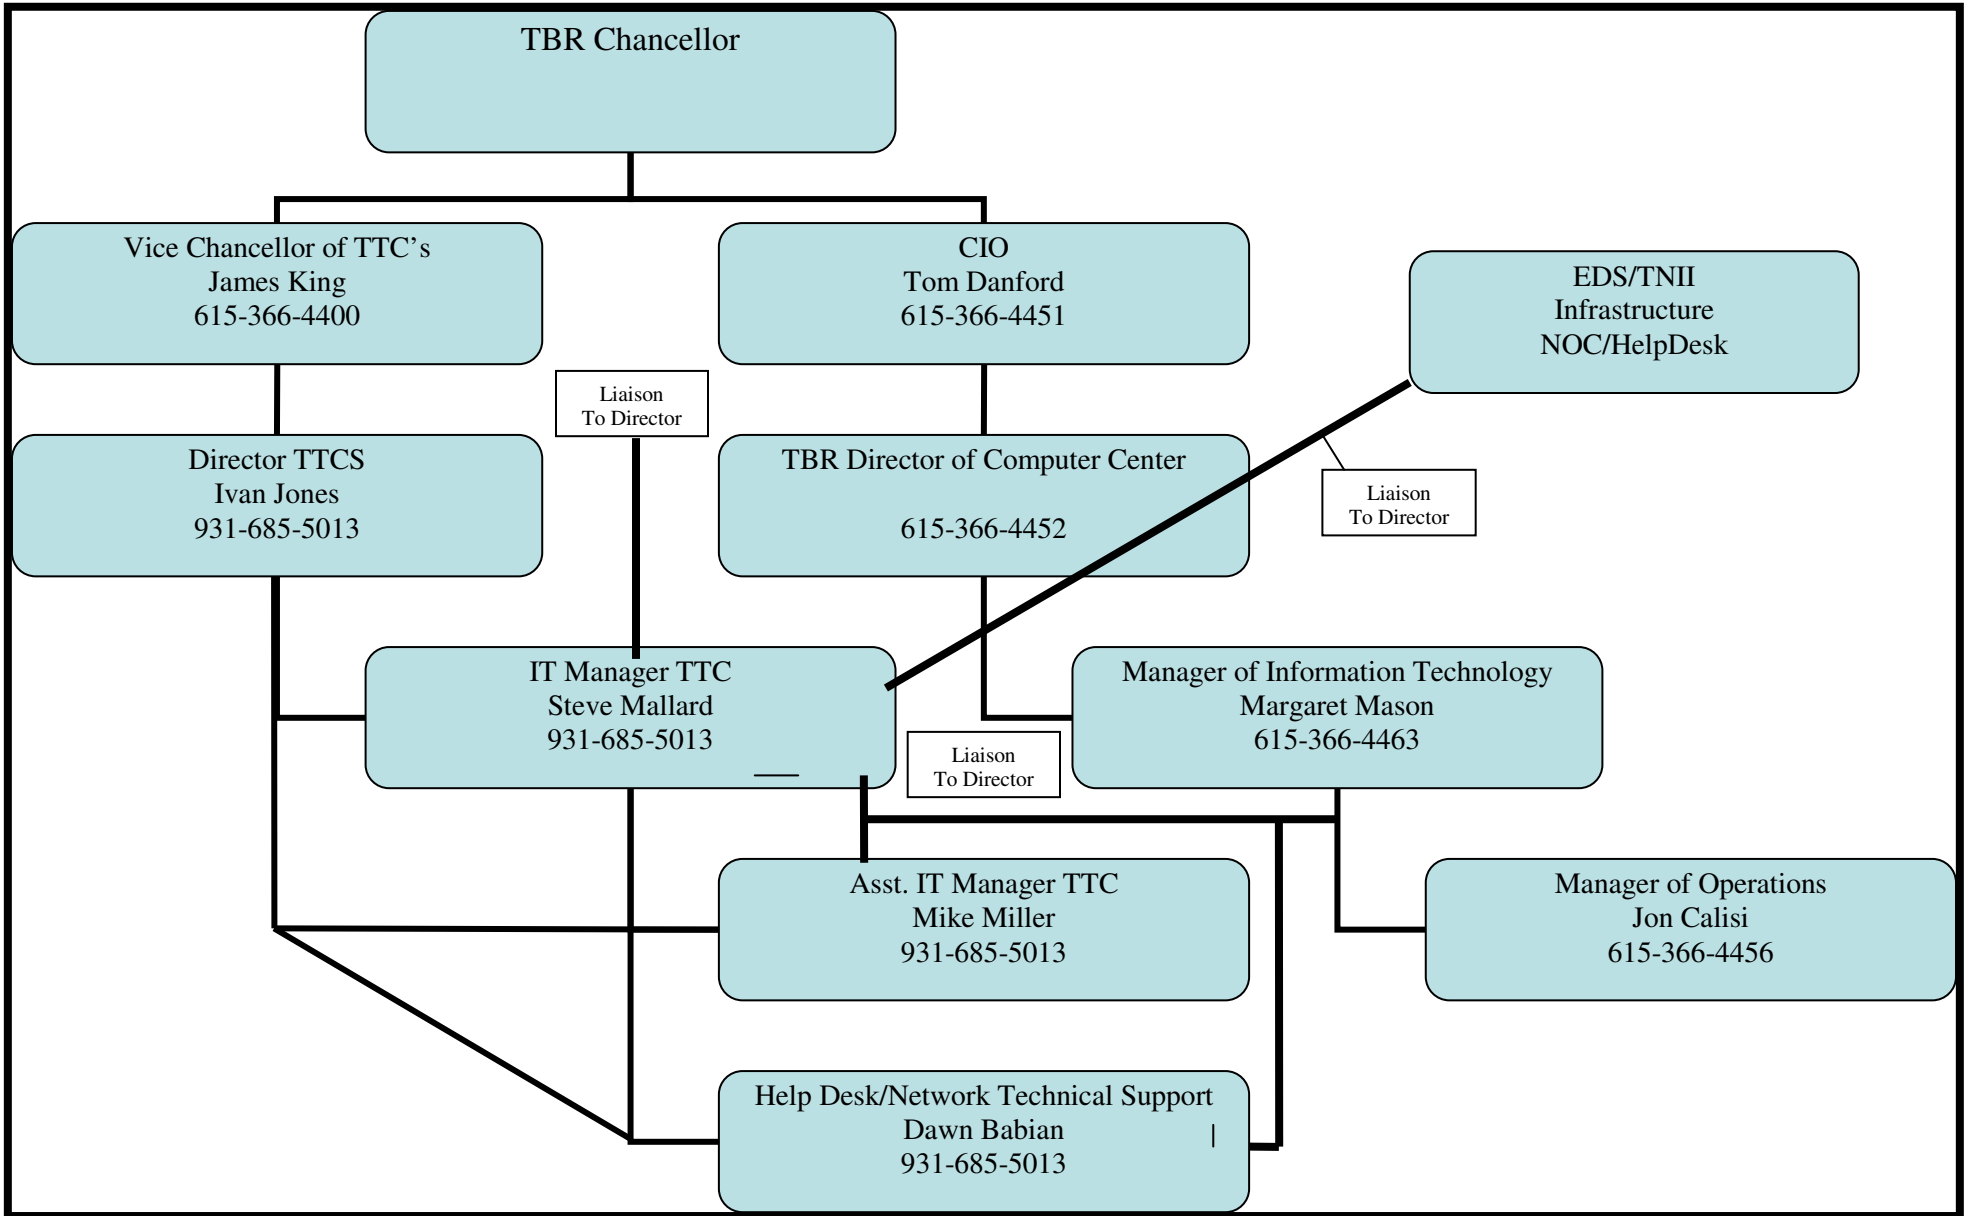 TBR Chancellor
Vice Chancellor of TTC's
James King
615-366-4400
CIO
Tom Danford
615-366-4451
EDS/TNII
Infrastructure
NOC/HelpDesk
Liaison
To Director
Director TTCS
Ivan Jones
931-685-5013
TBR Director of Computer Center
615-366-4452
Liaison
To Director
IT Manager TTC
Steve Mallard
931-685-5013
Manager of Information Technology
Margaret Mason
615-366-4463
Liaison
To Director
Asst. IT Manager TTC
Mike Miller
931-685-5013
Manager of Operations
Jon Calisi
615-366-4456
Help Desk/Network Technical Support
Dawn Babian
931-685-5013